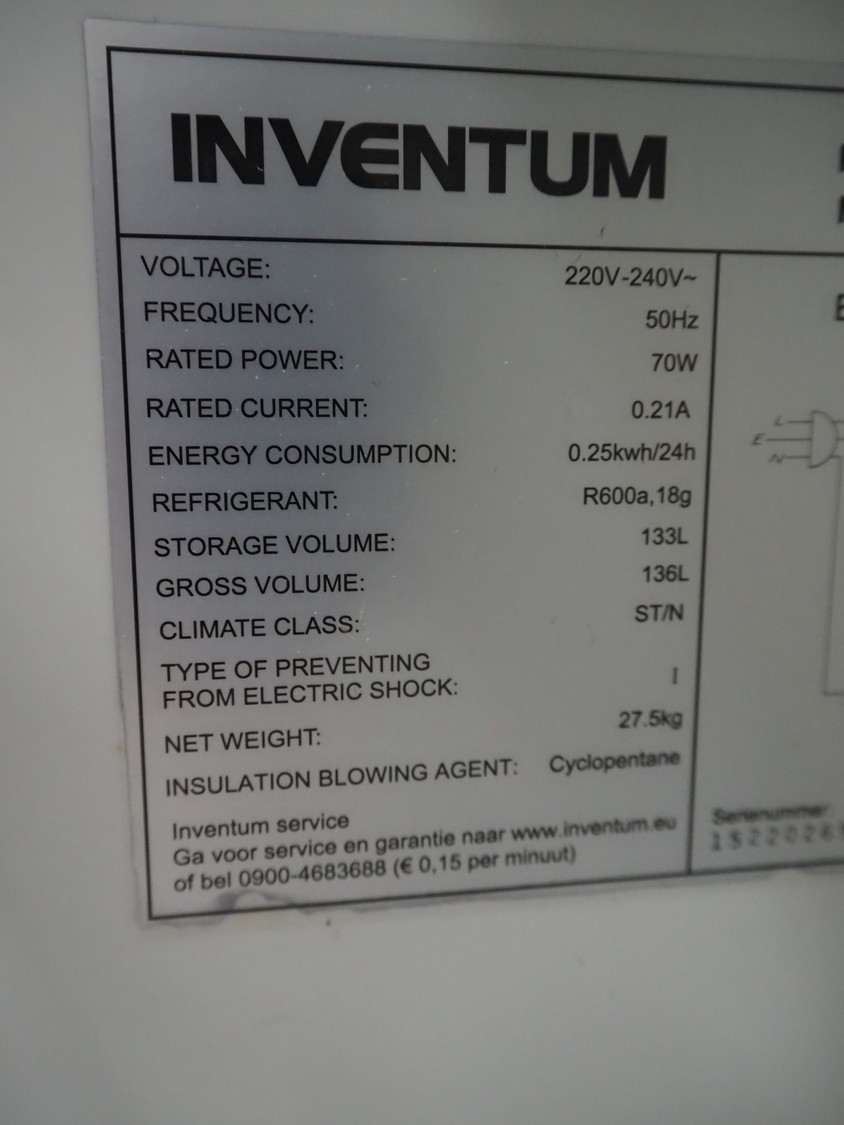 INVENTUM
VOLTAGE: 220V-240V~
FREQUENCY: 50Hz
RATED POWER: 70W
RATED CURRENT: 0.21A
ENERGY CONSUMPTION: 0.25kwh/24h
REFRIGERANT: R600a,18g
STORAGE VOLUME: 133L
GROSS VOLUME: 136L
CLIMATE CLASS: ST/N
TYPE OF PREVENTING
FROM ELECTRIC SHOCK: I
NET WEIGHT: 27.5kg
INSULATION BLOWING AGENT: Cyclopentane
Inventum service
Ga voor service en garantie naar www.inventum.eu
of bel 0900-4683688 (€ 0,15 per minuut)
L
E
N
Serienummer: